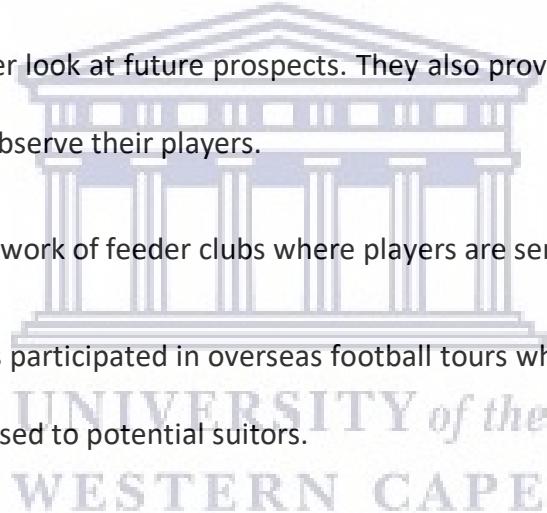 er look at future prospects. They also prov
bserve their players.
work of feeder clubs where players are ser
s participated in overseas football tours wh
sed to potential suitors.
UNIVERSITY of the
WESTERN CAPE